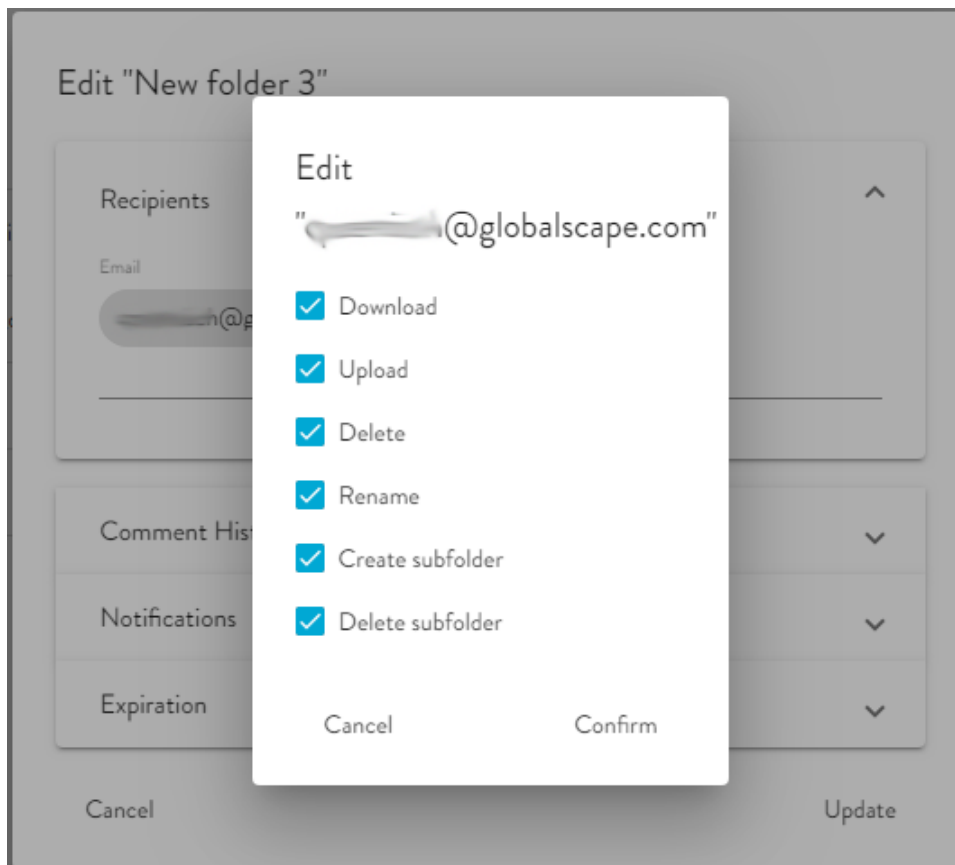 Edit "New folder 3"
Recipients
Email
@g
Edit
"@globalscape.com"
Download
Upload
Delete
Rename
Create subfolder
Delete subfolder
Cancel Confirm
Comment His
Notifications
Expiration
Cancel Update